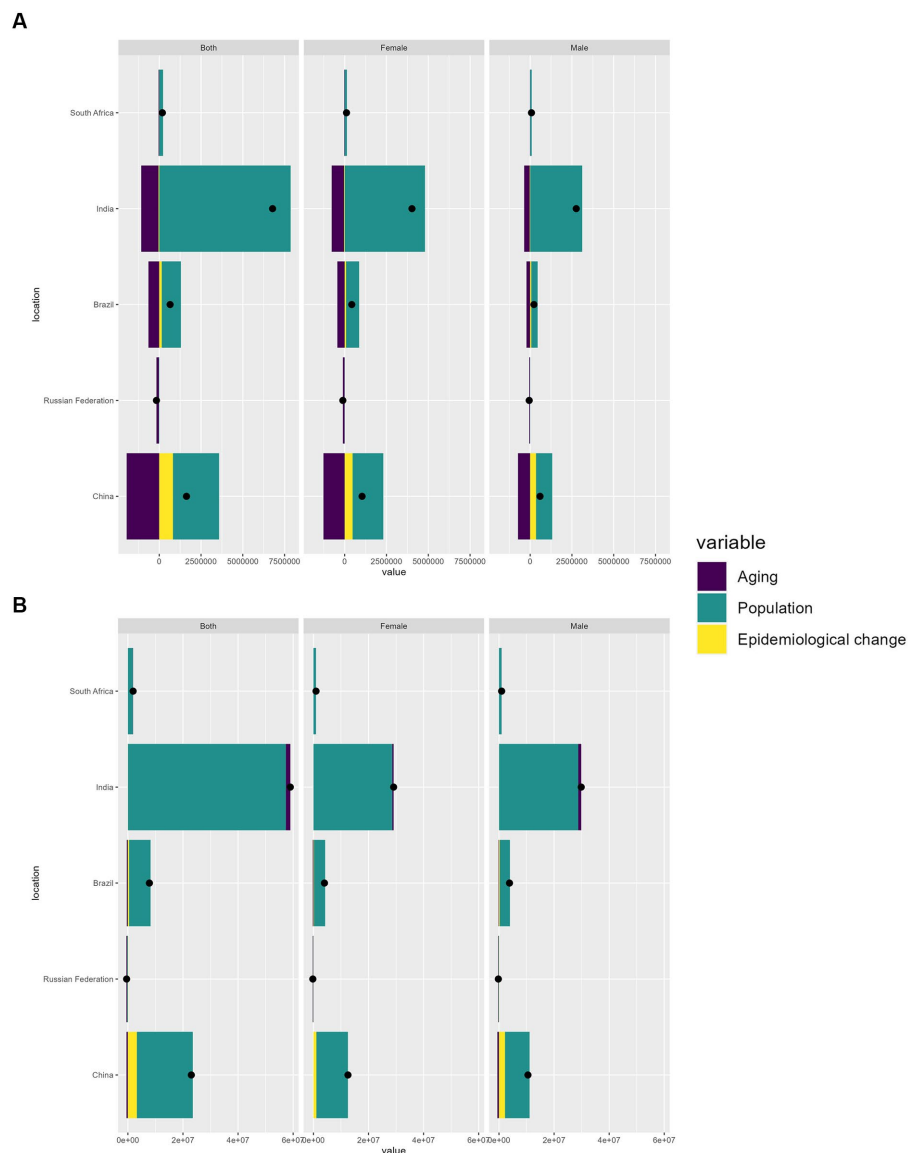 A
Both Female Male
South Africa
India
Brazil
Russian Federation
China
location
0 2500000 5000000 7500000 0 2500000 5000000 7500000 0 2500000 5000000 7500000
value
variable
Aging
Population
Epidemiological change
B
Both Female Male
South Africa
India
Brazil
Russian Federation
China
location
0e+00 2e+07 4e+07 6e+07 0e+00 2e+07 4e+07 6e+07 0e+00 2e+07 4e+07 6e+07
value